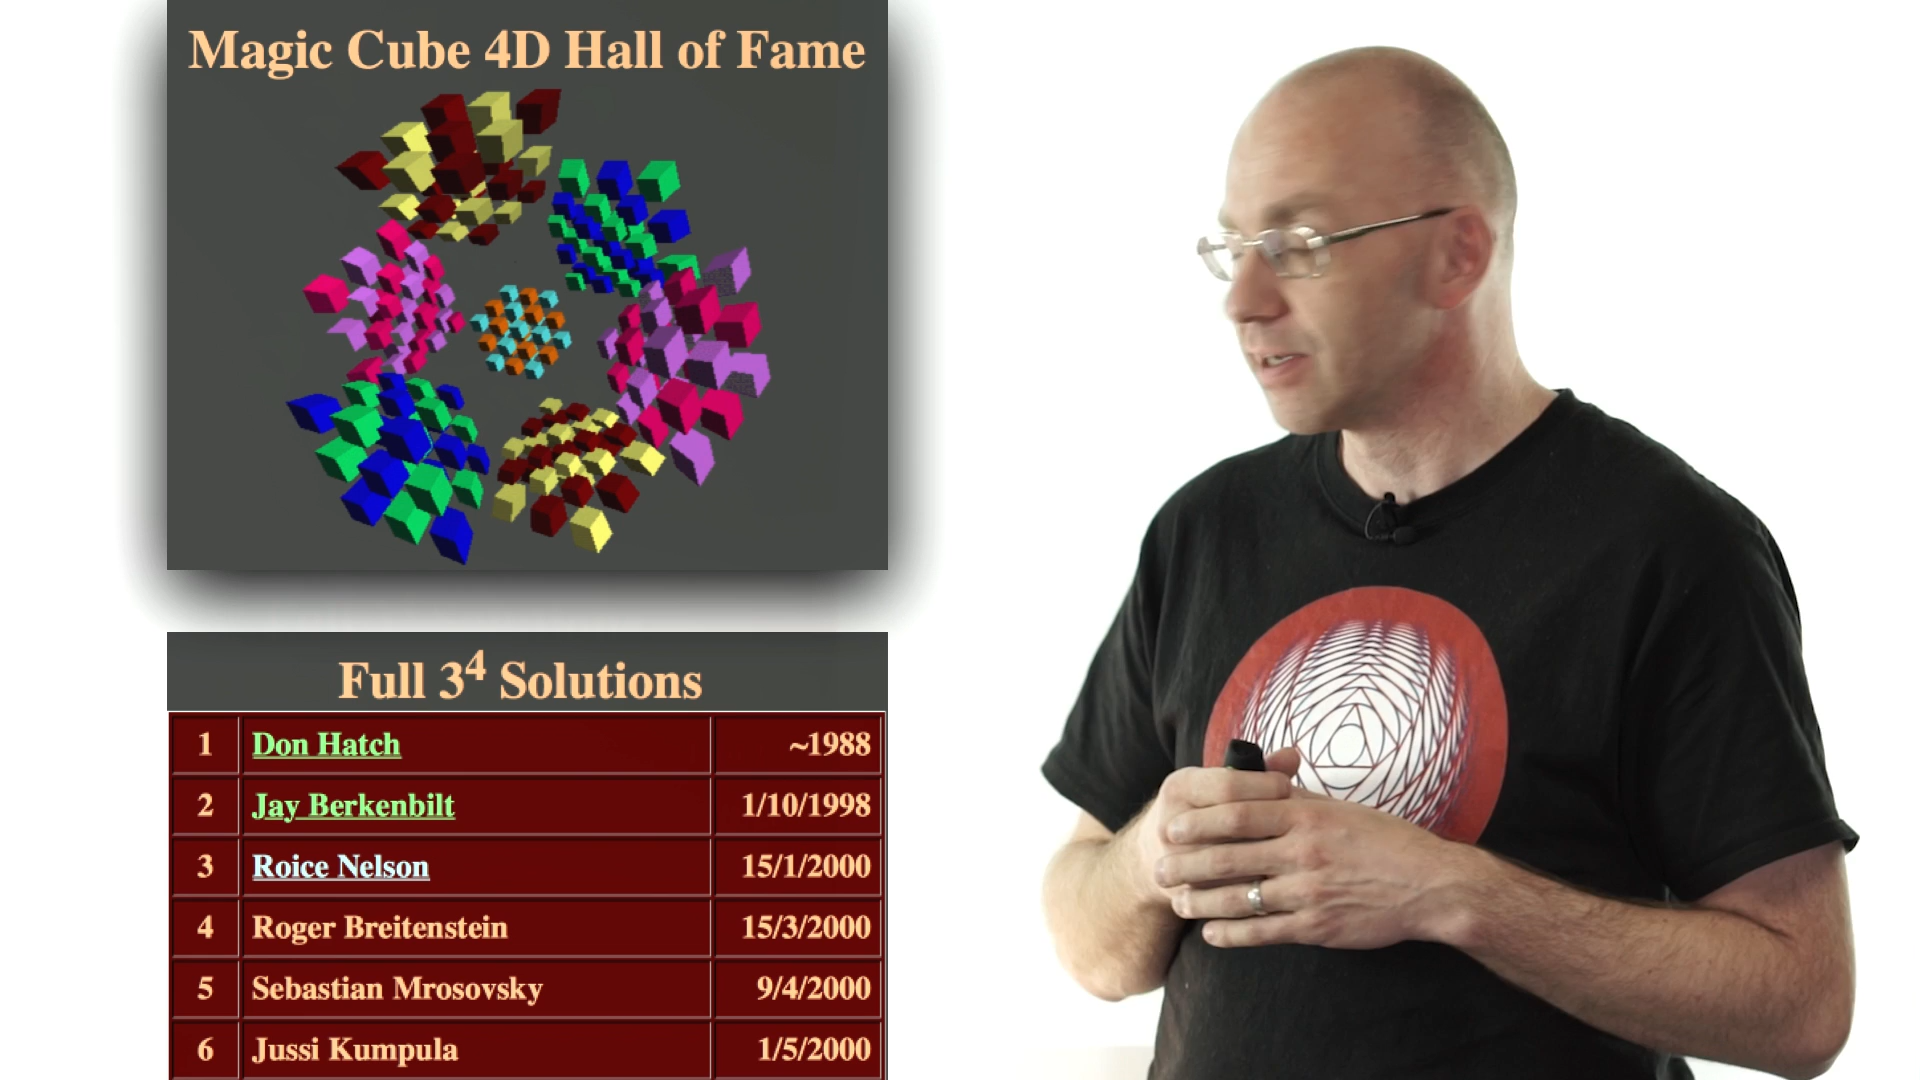 Magic Cube 4D Hall of Fame
Full 3⁴ Solutions
1 Don Hatch ~1988
2 Jay Berkenbilt 1/10/1998
3 Roice Nelson 15/1/2000
4 Roger Breitenstein 15/3/2000
5 Sebastian Mrosovsky 9/4/2000
6 Jussi Kumpula 1/5/2000